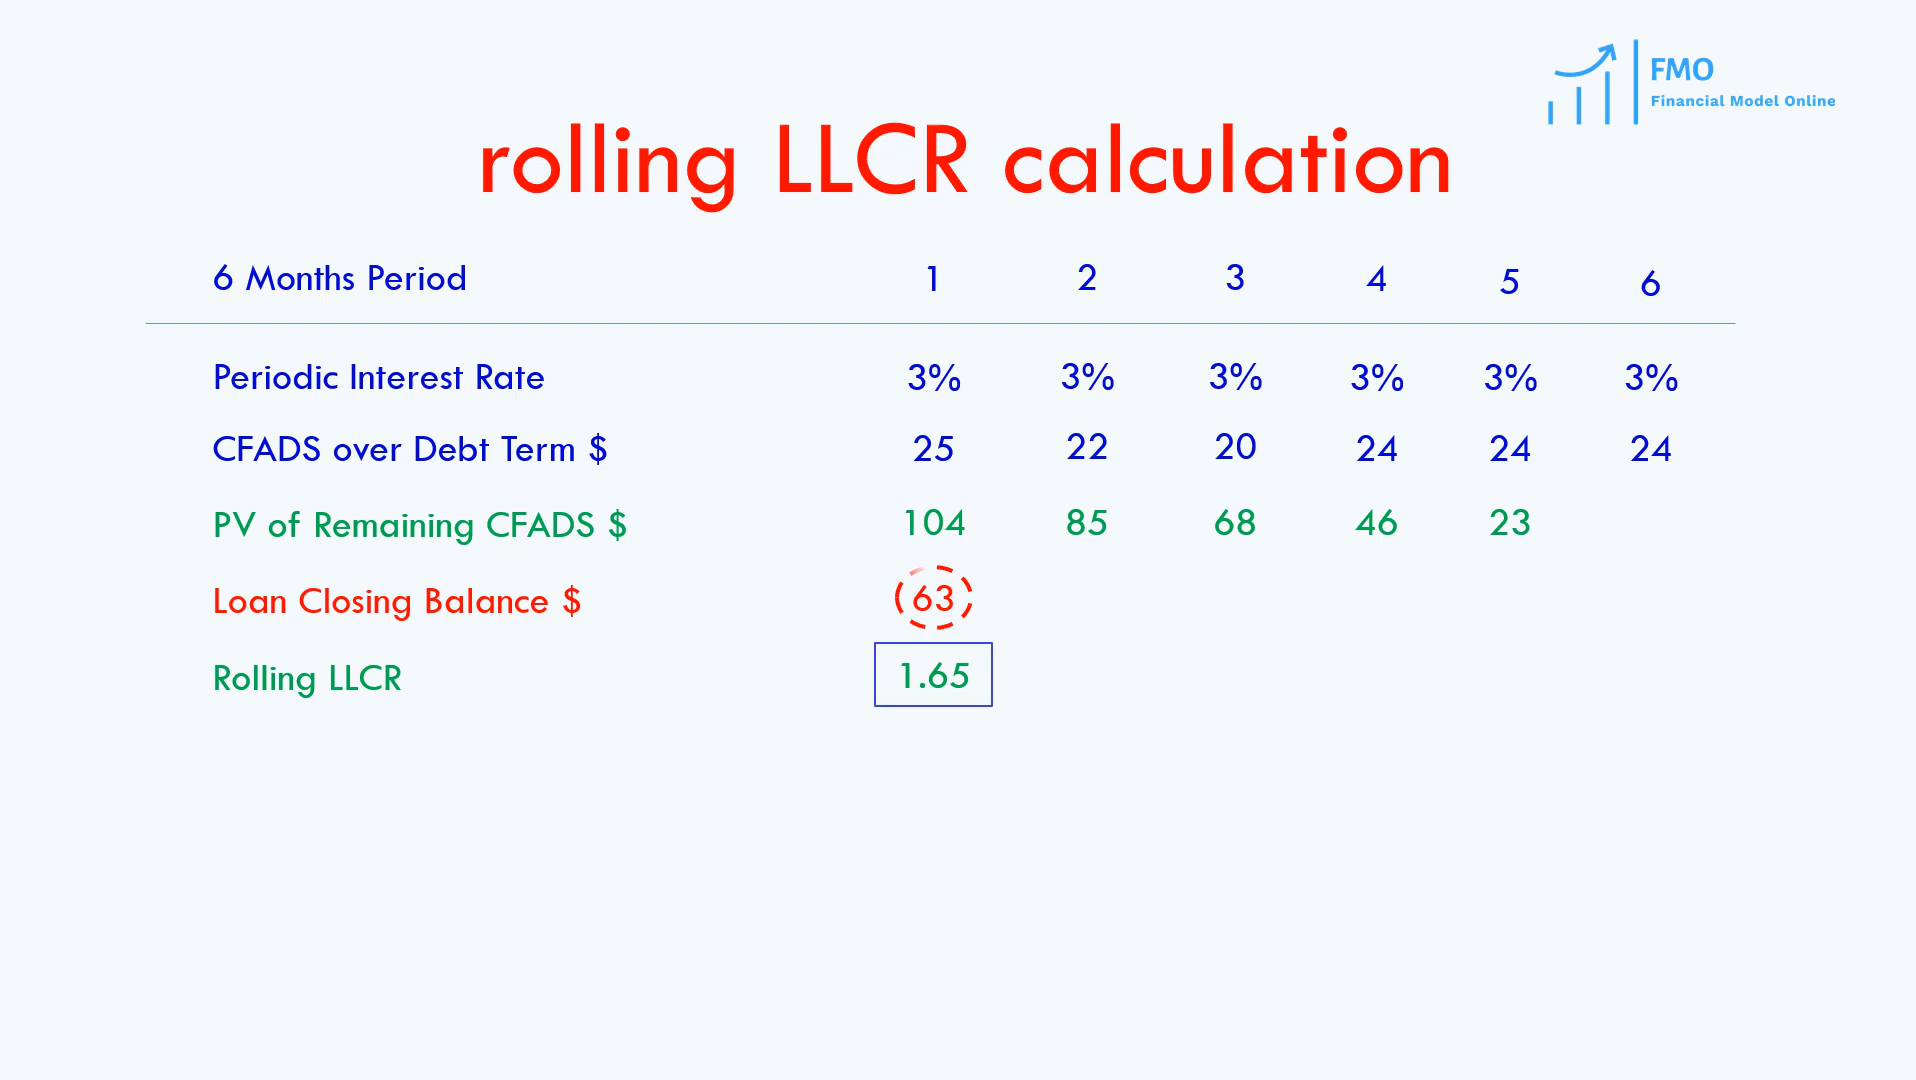 FMO
Financial Model Online
rolling LLCR calculation
6 Months Period 1 2 3 4 5 6
Periodic Interest Rate 3% 3% 3% 3% 3% 3%
CFADS over Debt Term $ 25 22 20 24 24 24
PV of Remaining CFADS $ 104 85 68 46 23
Loan Closing Balance $ 63
Rolling LLCR 1.65